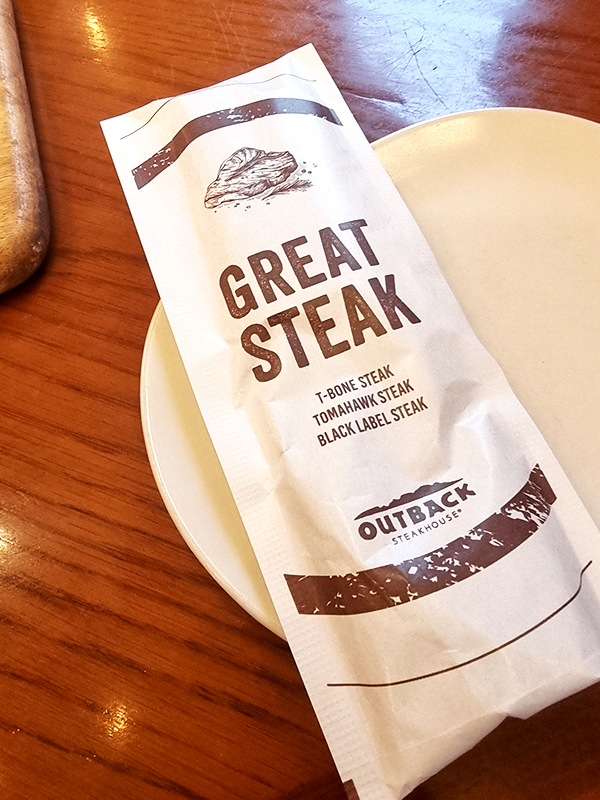 GREAT
STEAK
T-BONE STEAK
TOMAHAWK STEAK
BLACK LABEL STEAK
OUTBACK
STEAKHOUSE®